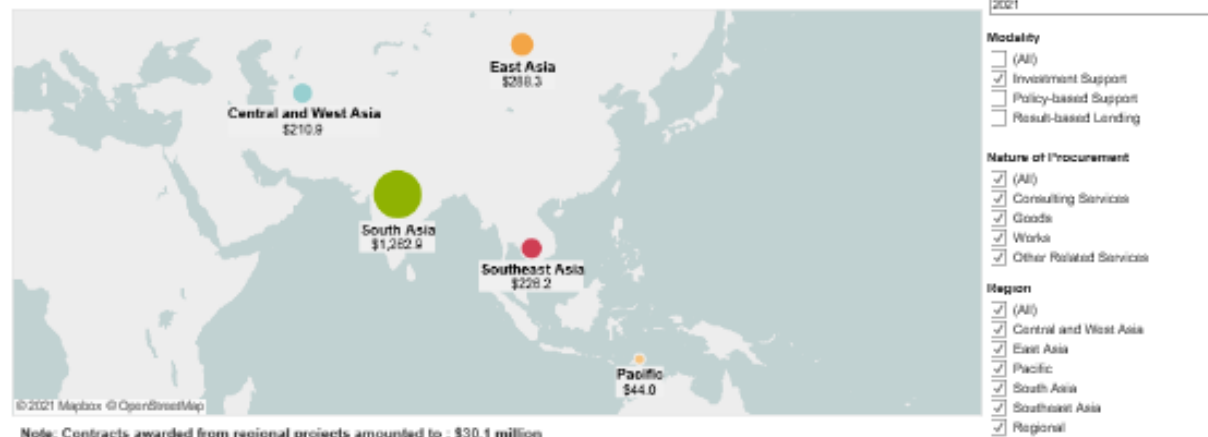 2021
Modality
(All)
Investment Support
Policy-based Support
Result-based Lending
Nature of Procurement
(All)
Consulting Services
Goods
Works
Other Related Services
Region
(All)
Central and West Asia
East Asia
Pacific
South Asia
Southeast Asia
Regional
East Asia
$288.3
Central and West Asia
$210.9
South Asia
$1,262.9
Southeast Asia
$226.2
Pacific
$44.0
© 2021 Mapbox © OpenStreetMap
Note: Contracts awarded from regional projects amounted to : $30.1 million